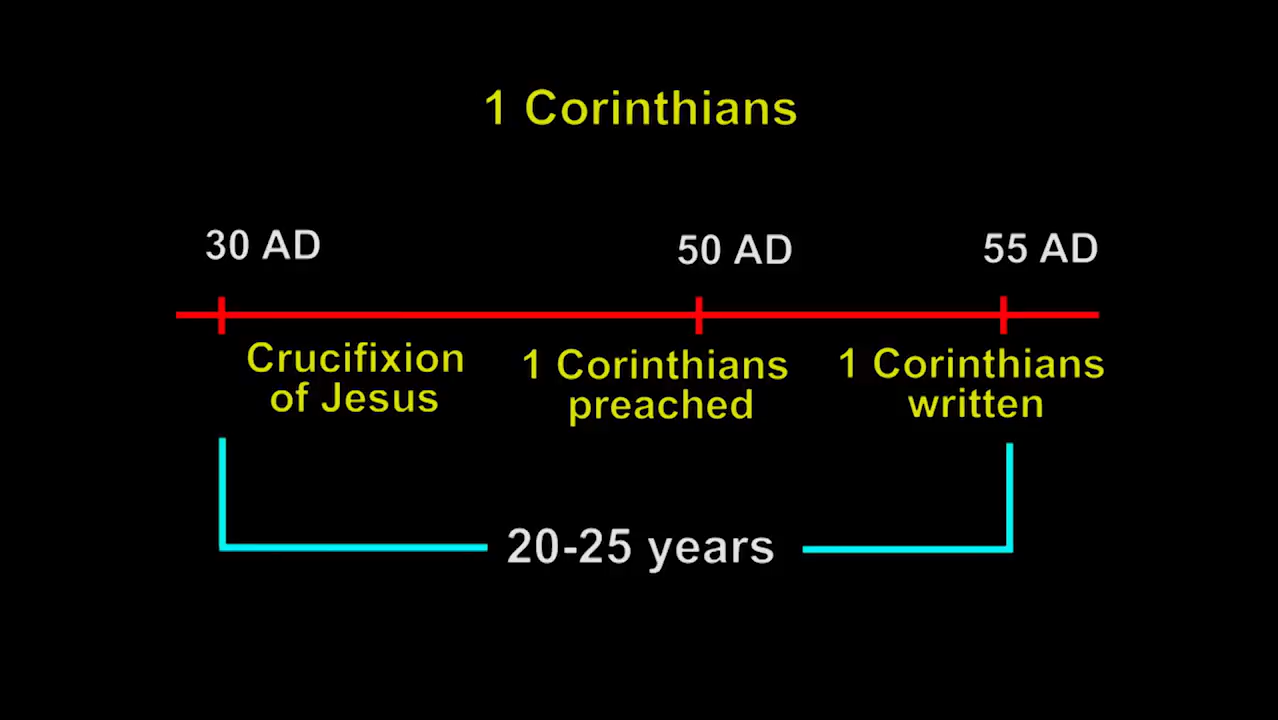 1 Corinthians
30 AD
50 AD
55 AD
Crucifixion
of Jesus
1 Corinthians
preached
1 Corinthians
written
20-25 years